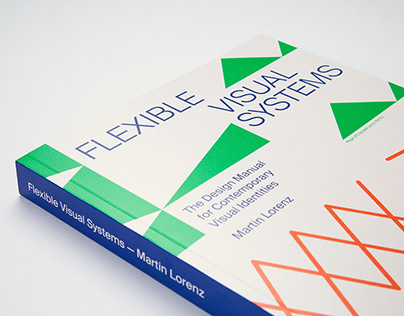 FLEXIBLE VISUAL
SYSTEMS
The Design Manual
for Contemporary
Visual Identities
Martin Lorenz
Flexible Visual Systems – Martin Lorenz